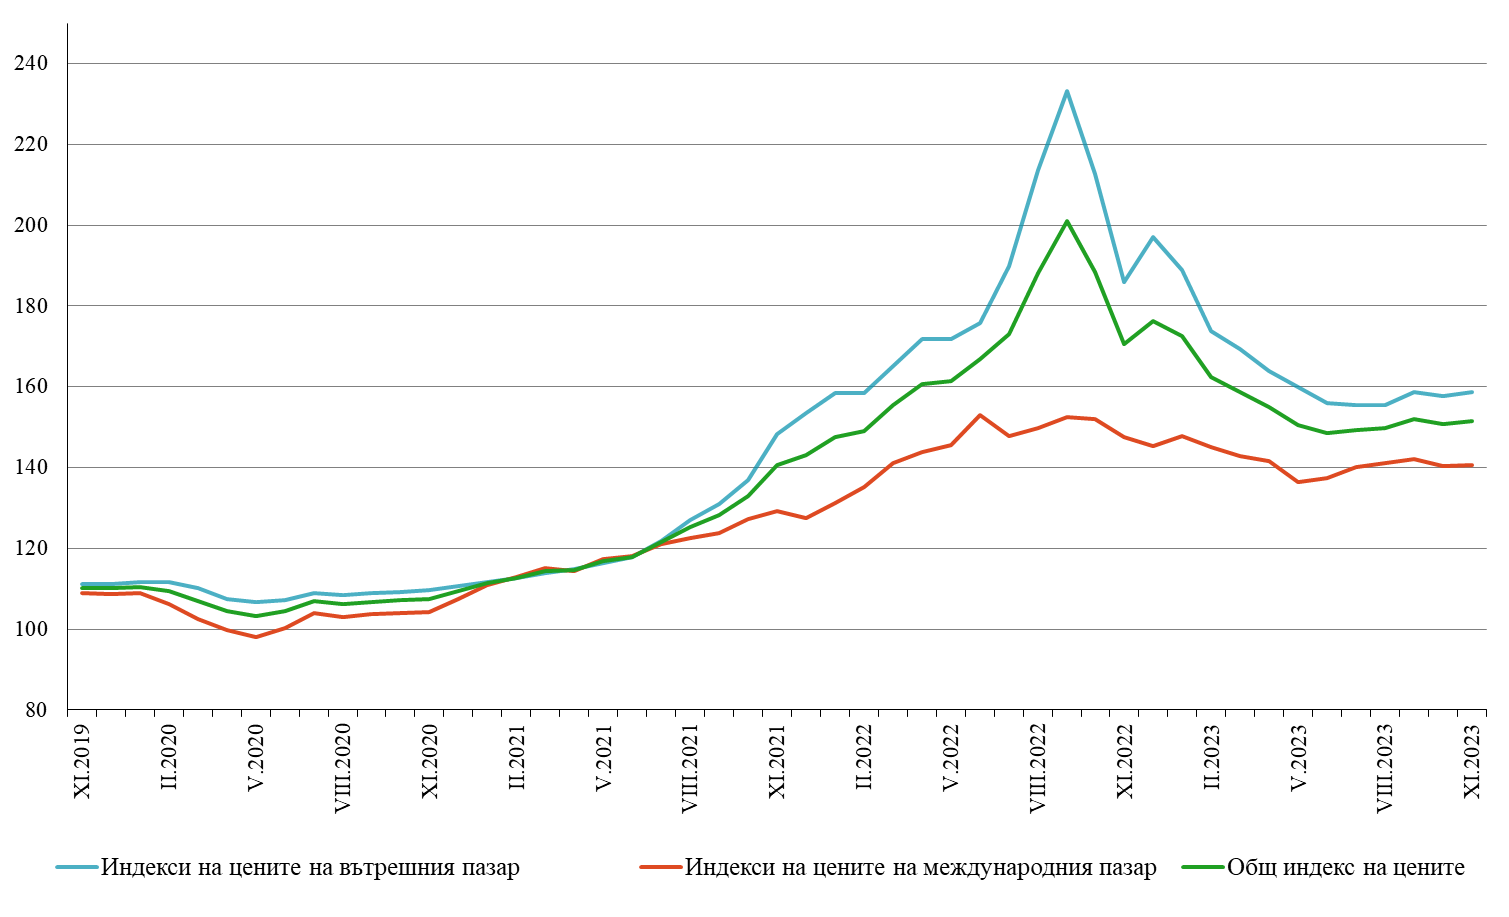 240
220
200
180
160
140
120
100
80
XI.2019
II.2020
V.2020
VIII.2020
XI.2020
II.2021
V.2021
VIII.2021
XI.2021
II.2022
V.2022
VIII.2022
XI.2022
II.2023
V.2023
VIII.2023
XI.2023
Индекси на цените на вътрешния пазар
Индекси на цените на международния пазар
Общ индекс на цените